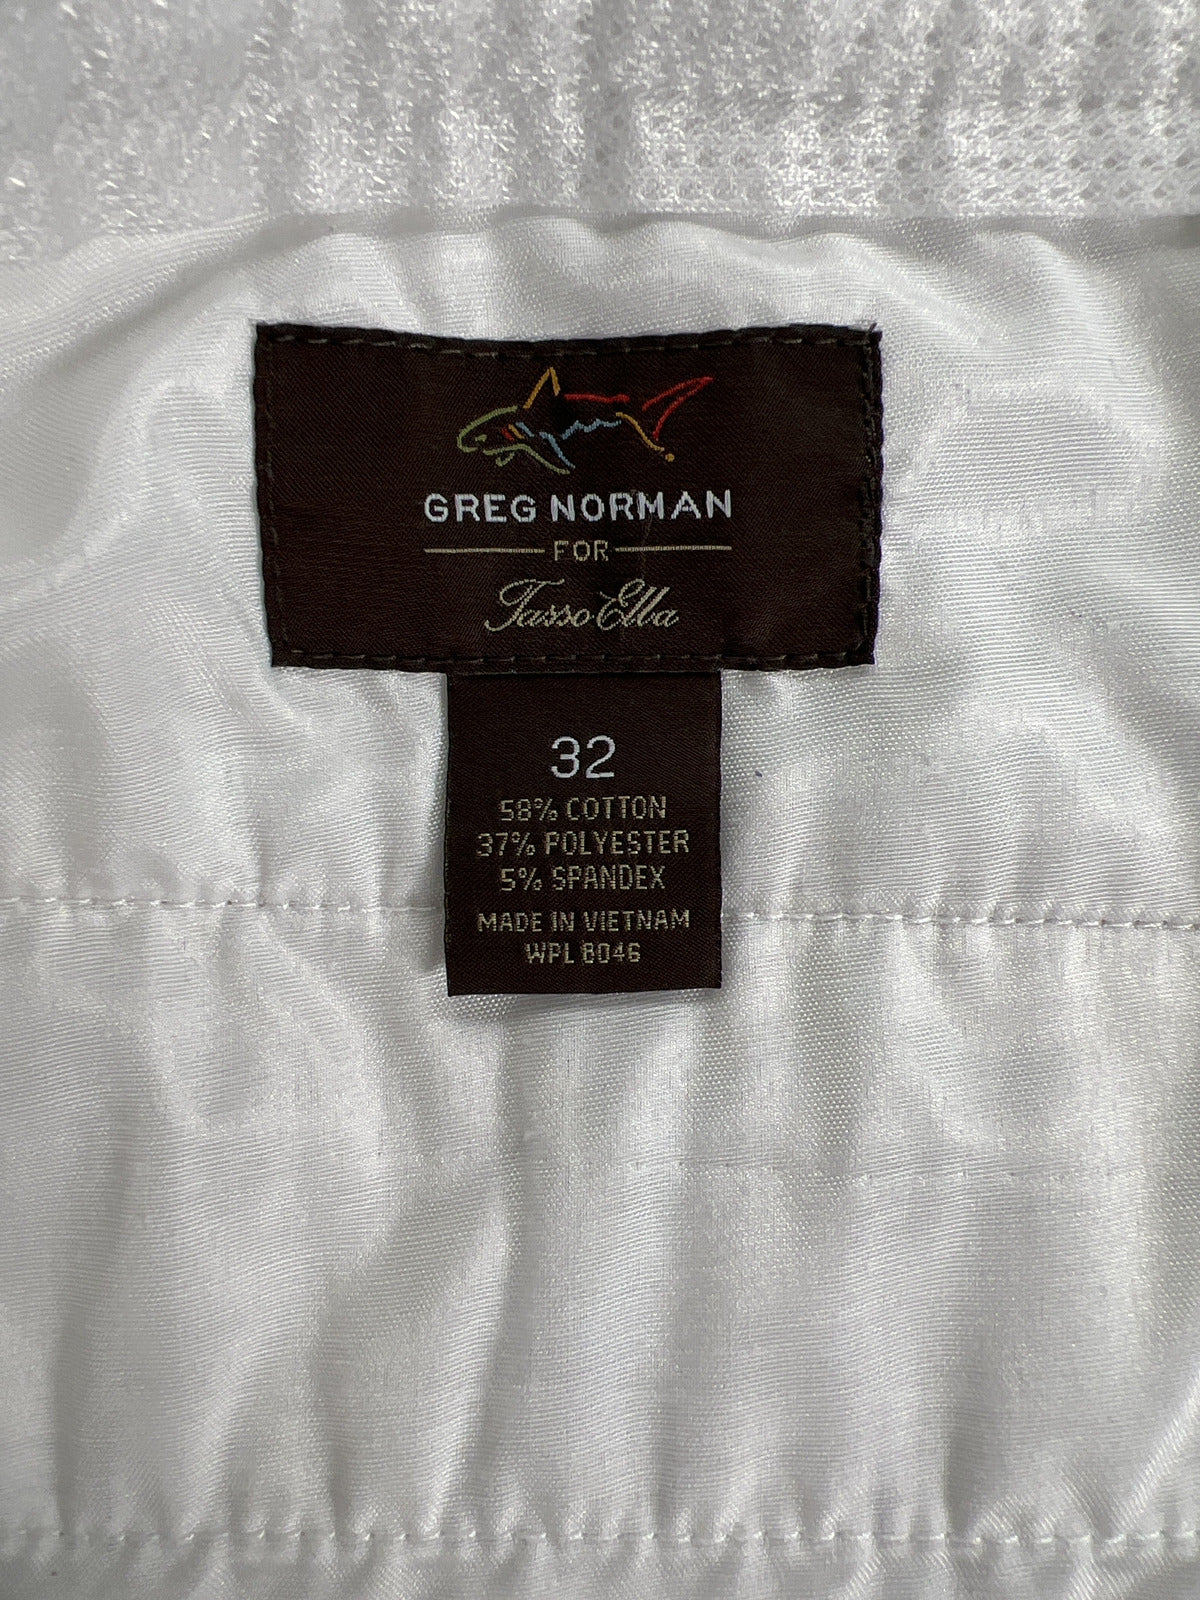 GREG NORMAN
FOR
Tasso Elba
32
58% COTTON
37% POLYESTER
5% SPANDEX
MADE IN VIETNAM
WPL 8046